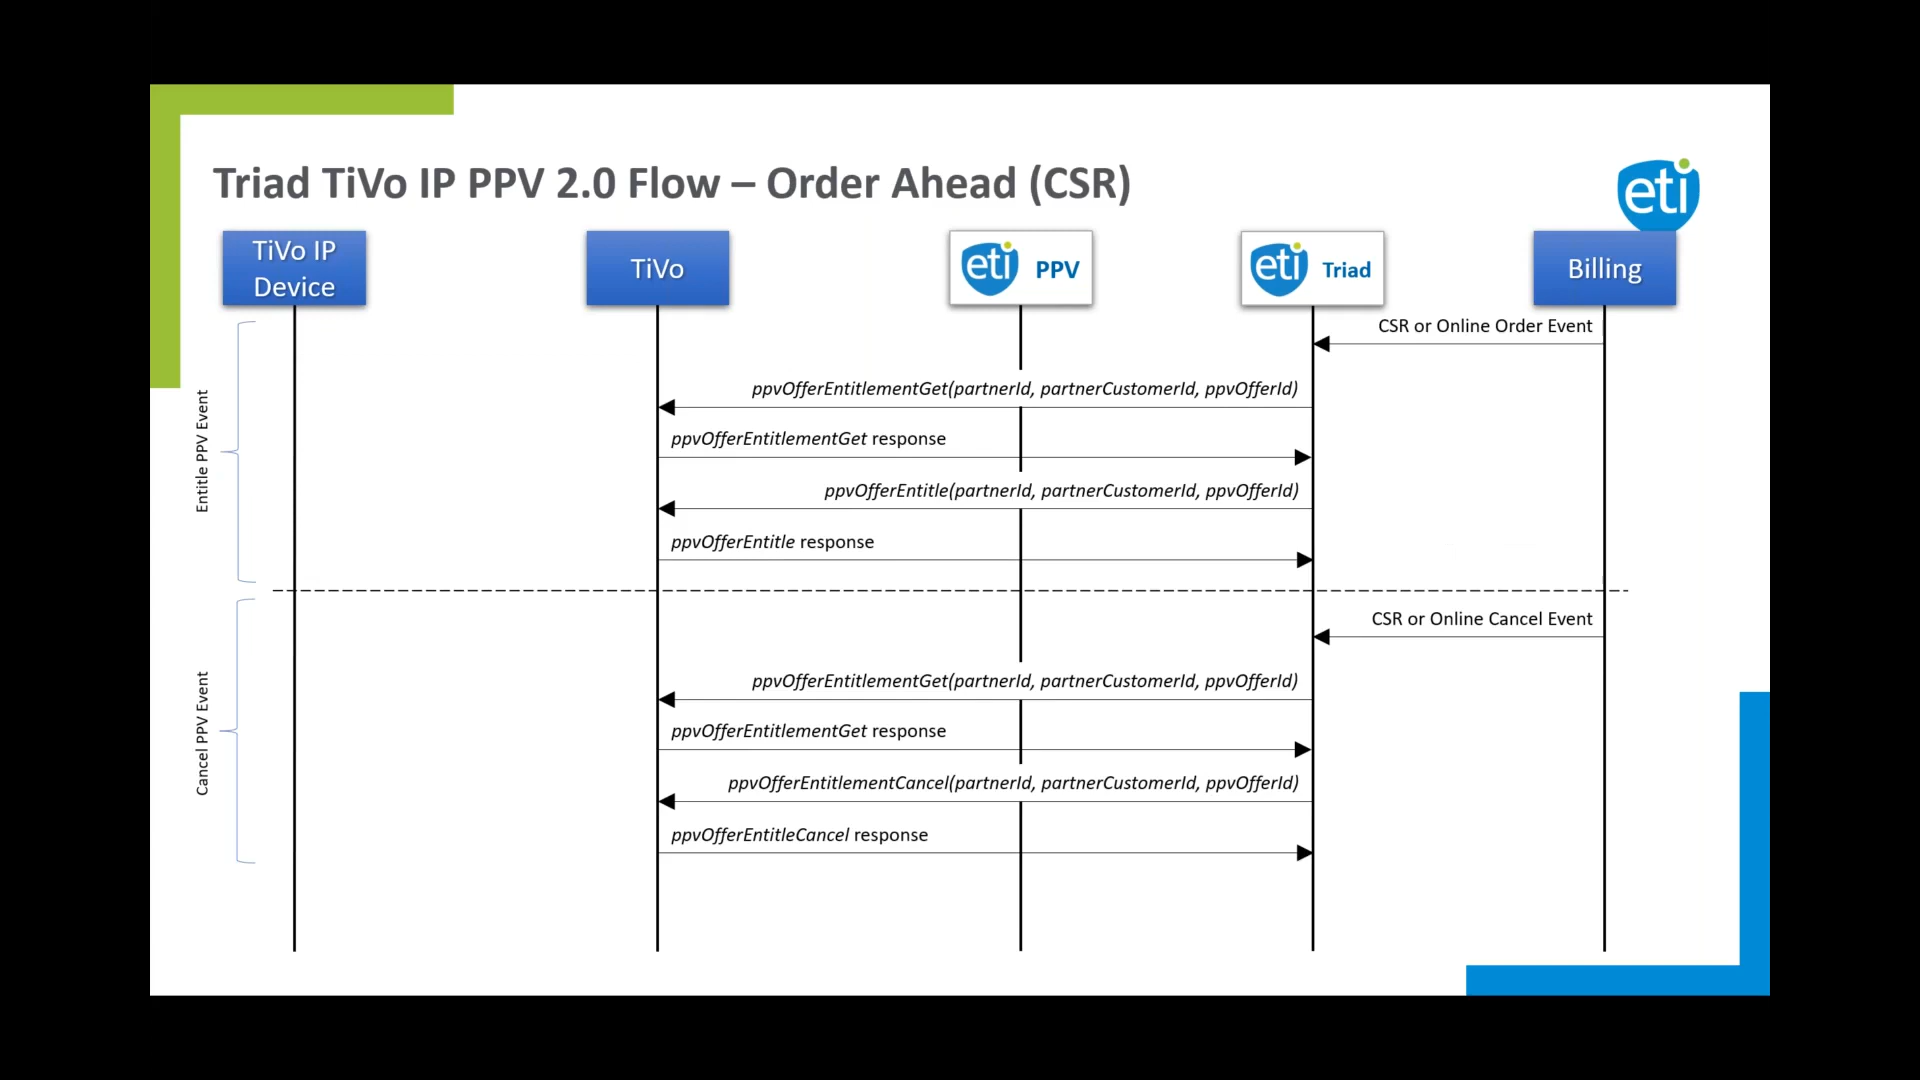 Triad TiVo IP PPV 2.0 Flow – Order Ahead (CSR)
eti
TiVo IP
Device
TiVo
eti PPV
eti Triad
Billing
CSR or Online Order Event
ppvOfferEntitlementGet(partnerId, partnerCustomerId, ppvOfferId)
ppvOfferEntitlementGet response
ppvOfferEntitle(partnerId, partnerCustomerId, ppvOfferId)
ppvOfferEntitle response
Entitle PPV Event
CSR or Online Cancel Event
ppvOfferEntitlementGet(partnerId, partnerCustomerId, ppvOfferId)
ppvOfferEntitlementGet response
ppvOfferEntitlementCancel(partnerId, partnerCustomerId, ppvOfferId)
ppvOfferEntitleCancel response
Cancel PPV Event